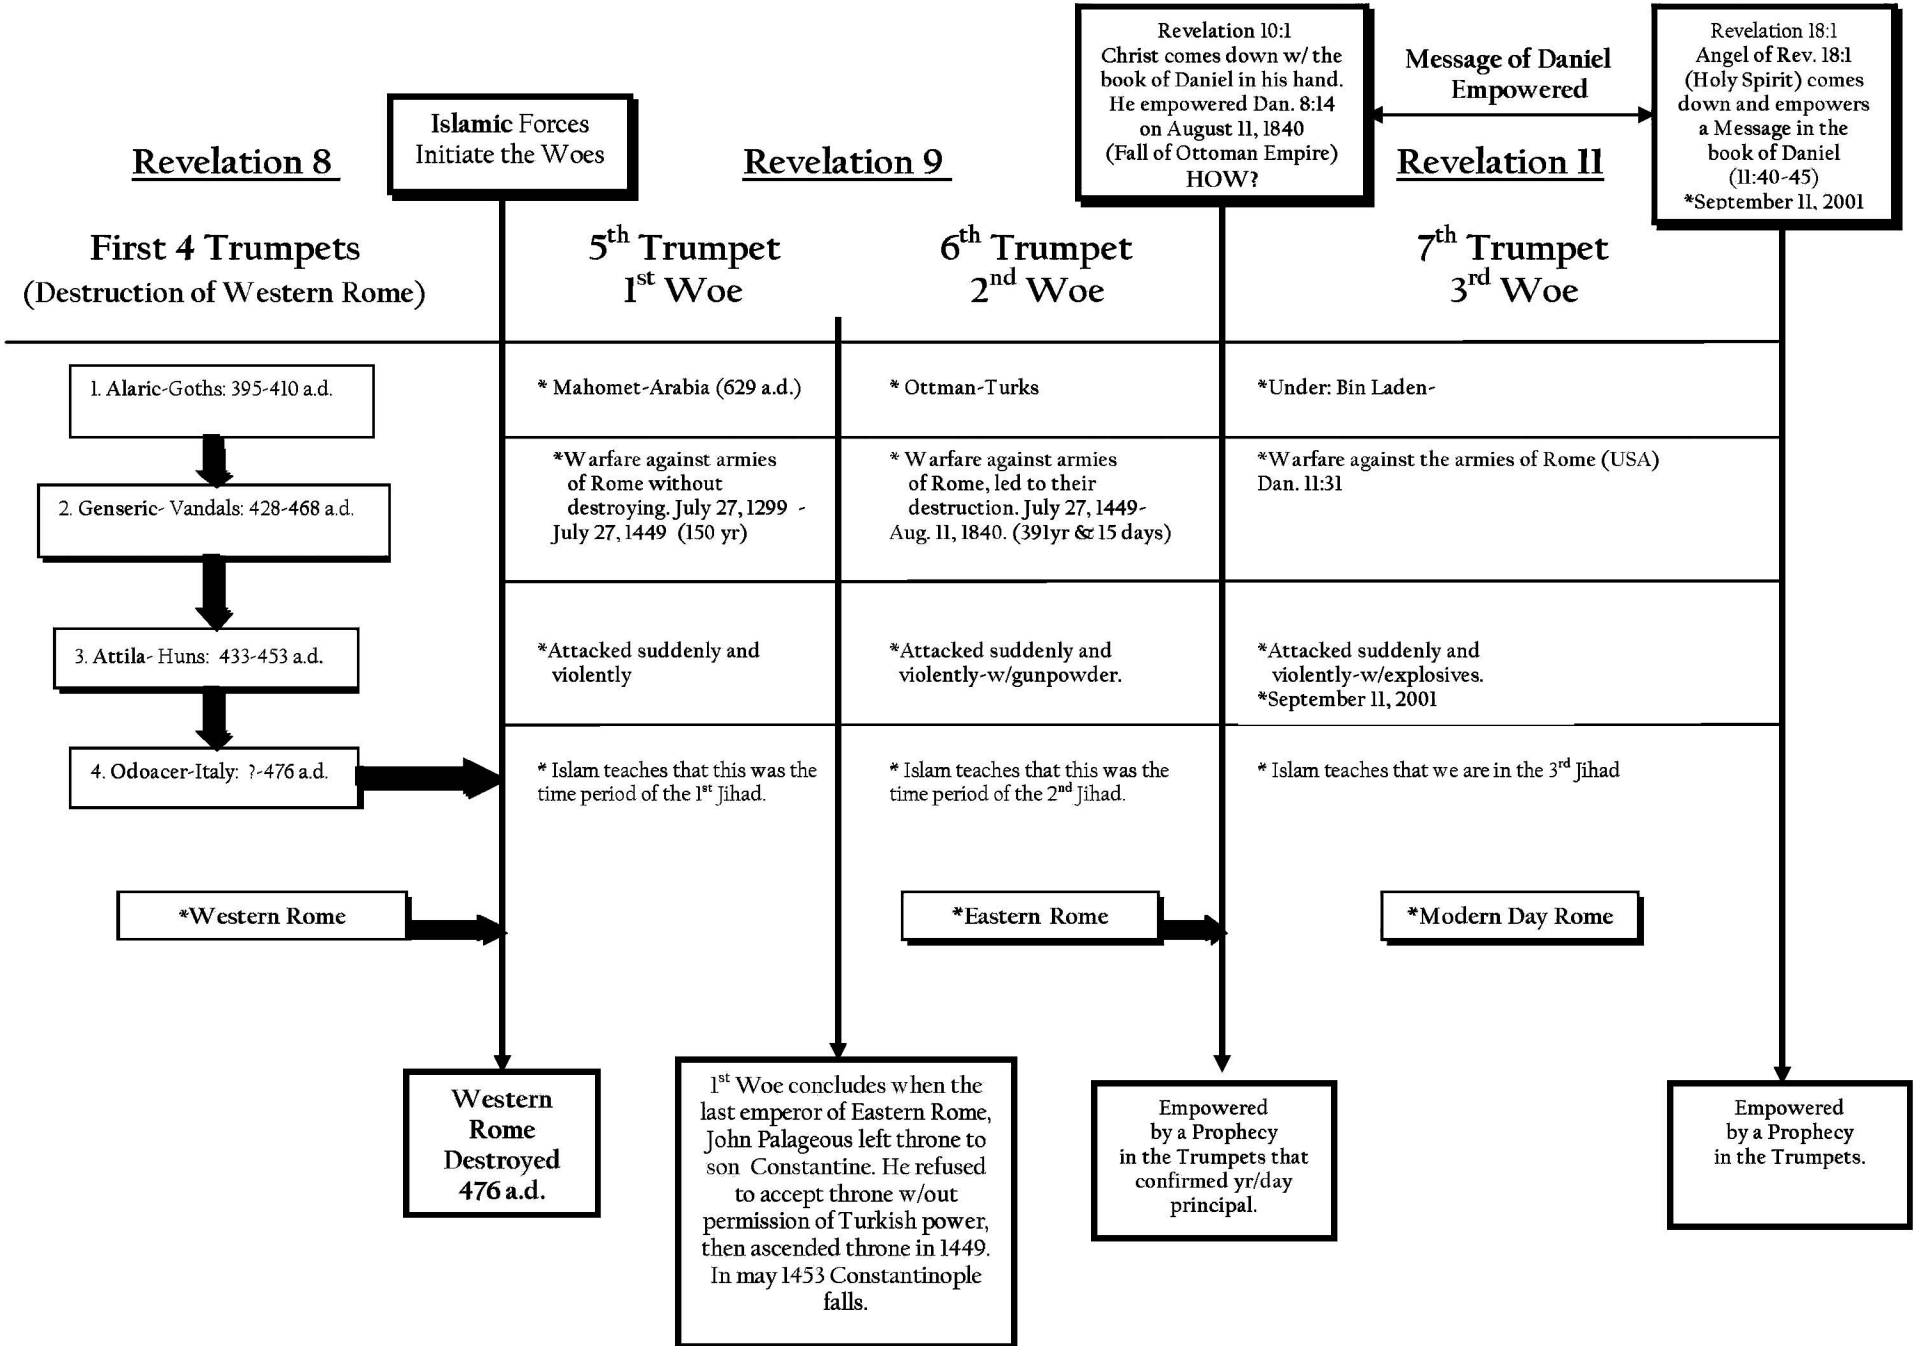 Revelation 10:1
Christ comes down w/ the
book of Daniel in his hand.
He empowered Dan. 8:14
on August 11, 1840
(Fall of Ottoman Empire)
HOW?
Message of Daniel
Empowered
Revelation 18:1
Angel of Rev. 18:1
(Holy Spirit) comes
down and empowers
a Message in the
book of Daniel
(11:40-45)
*September 11, 2001
Islamic Forces
Initiate the Woes
Revelation 8
Revelation 9
Revelation 11
First 4 Trumpets
(Destruction of Western Rome)
5th Trumpet
1st Woe
6th Trumpet
2nd Woe
7th Trumpet
3rd Woe
1. Alaric-Goths: 395-410 a.d.
2. Genseric- Vandals: 428-468 a.d.
3. Attila- Huns: 433-453 a.d.
4. Odoacer-Italy: ?-476 a.d.
* Mahomet-Arabia (629 a.d.)
* Ottman-Turks
*Under: Bin Laden-
*Warfare against armies
of Rome without
destroying. July 27, 1299 -
July 27, 1449 (150 yr)
* Warfare against armies
of Rome, led to their
destruction. July 27, 1449-
Aug. 11, 1840. (391yr & 15 days)
*Warfare against the armies of Rome (USA)
Dan. 11:31
*Attacked suddenly and
violently
*Attacked suddenly and
violently-w/gunpowder.
*Attacked suddenly and
violently-w/explosives.
*September 11, 2001
* Islam teaches that this was the
time period of the 1st Jihad.
* Islam teaches that this was the
time period of the 2nd Jihad.
* Islam teaches that we are in the 3rd Jihad
*Western Rome
*Eastern Rome
*Modern Day Rome
Western
Rome
Destroyed
476 a.d.
1st Woe concludes when the
last emperor of Eastern Rome,
John Palageous left throne to
son Constantine. He refused
to accept throne w/out
permission of Turkish power,
then ascended throne in 1449.
In may 1453 Constantinople
falls.
Empowered
by a Prophecy
in the Trumpets that
confirmed yr/day
principal.
Empowered
by a Prophecy
in the Trumpets.